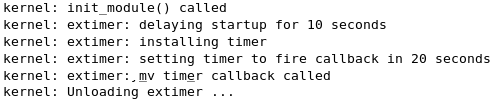 kernel: init_module() called
kernel: extimer: delaying startup for 10 seconds
kernel: extimer: installing timer
kernel: extimer: setting timer to fire callback in 20 seconds
kernel: extimer: my timer callback called
kernel: Unloading extimer ...